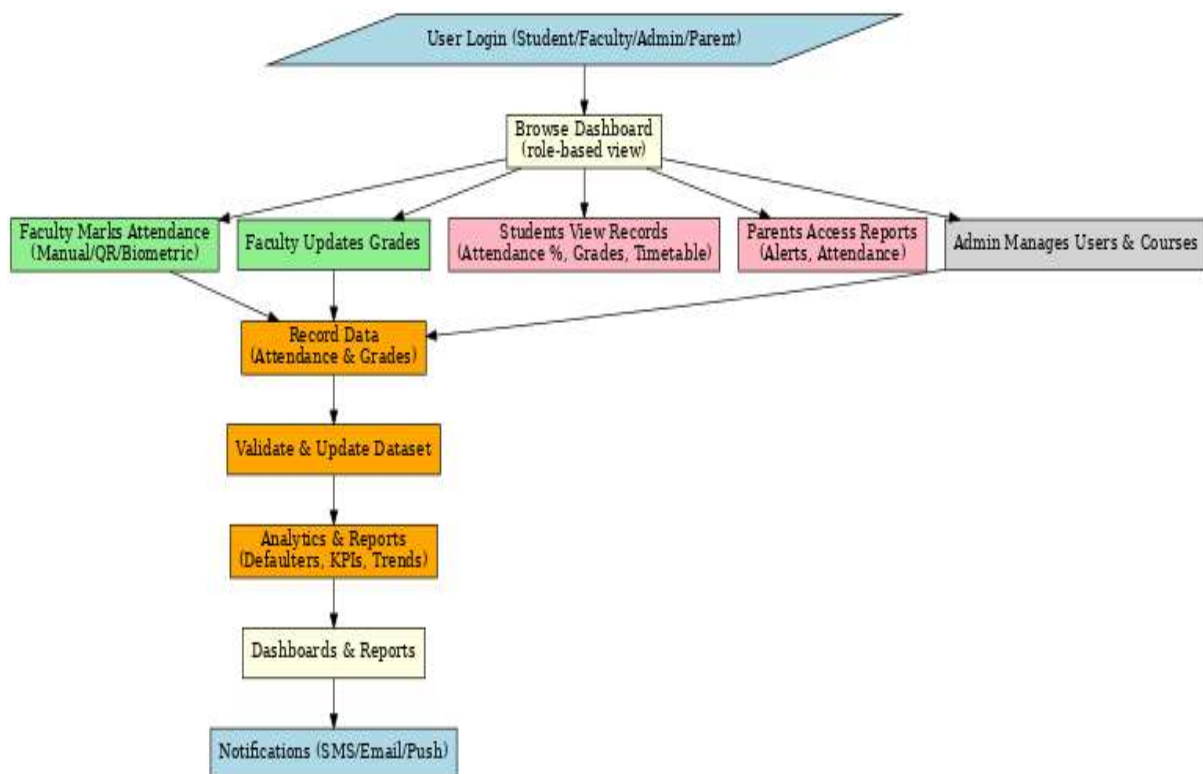 User Login (Student/Faculty/Admin/Parent)
Browse Dashboard
(role-based view)
Faculty Marks Attendance
(Manual/QR/Biometric)
Faculty Updates Grades
Students View Records
(Attendance %, Grades, Timetable)
Parents Access Reports
(Alerts, Attendance)
Admin Manages Users & Courses
Record Data
(Attendance & Grades)
Validate & Update Dataset
Analytics & Reports
(Defaulters, KPIs, Trends)
Dashboards & Reports
Notifications (SMS/Email/Push)